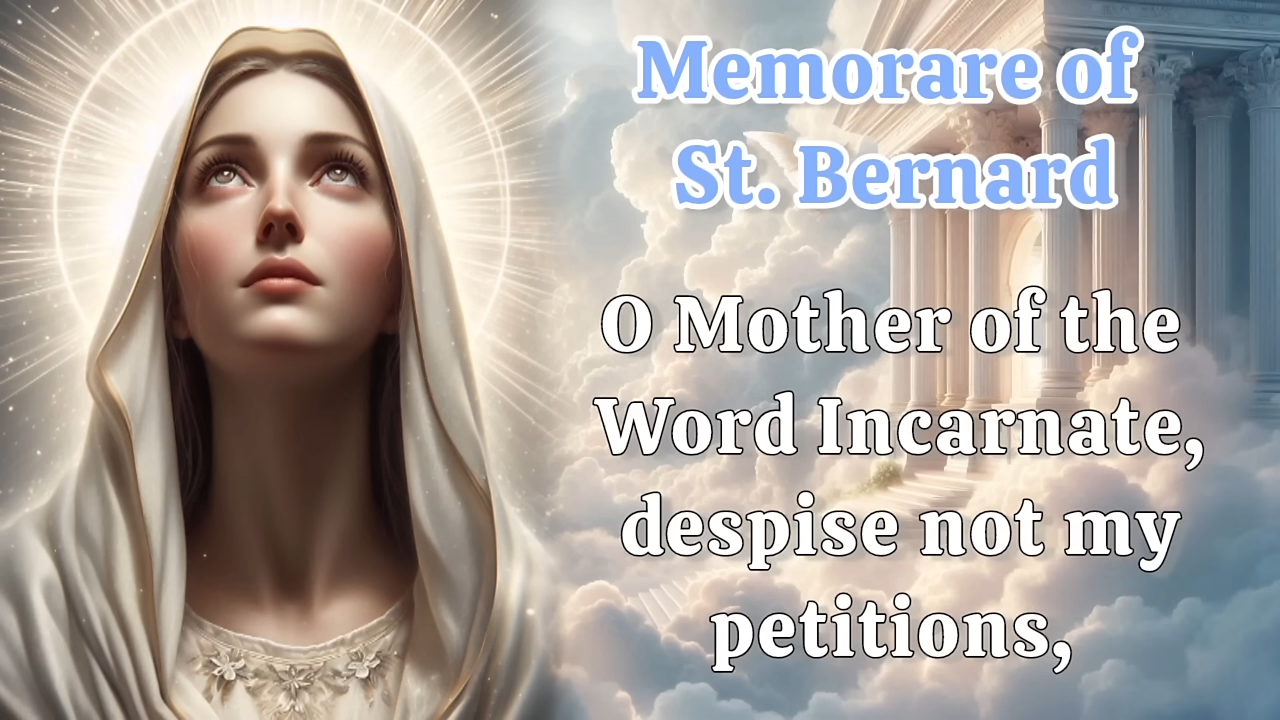 Memorare of
St. Bernard
O Mother of the
Word Incarnate,
despise not my
petitions,